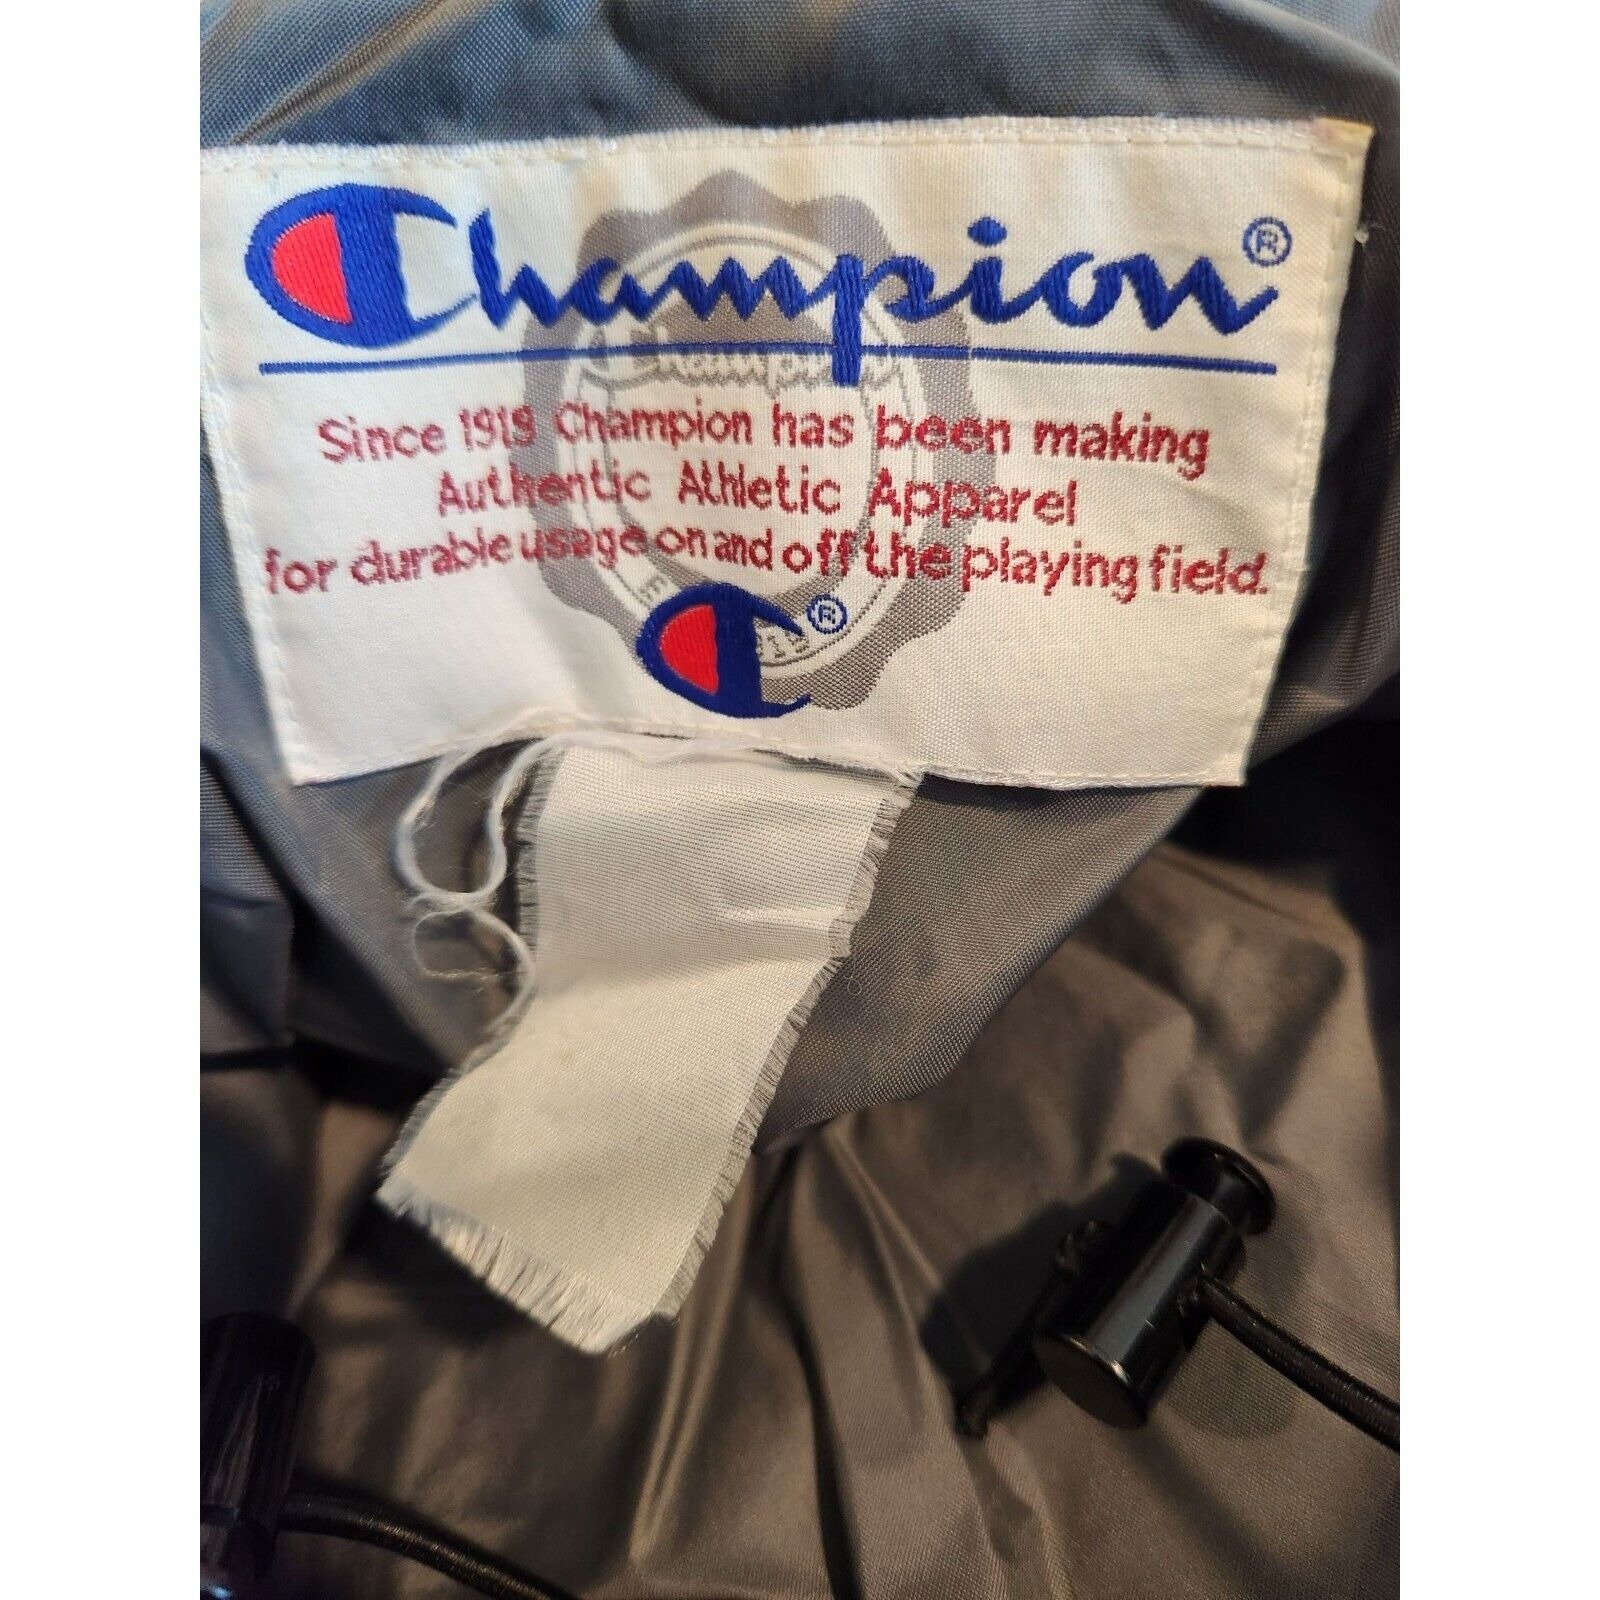 Champion®
Champion
Since 1919 Champion has been making
Authentic Athletic Apparel
for durable usage on and off the playing field.
®